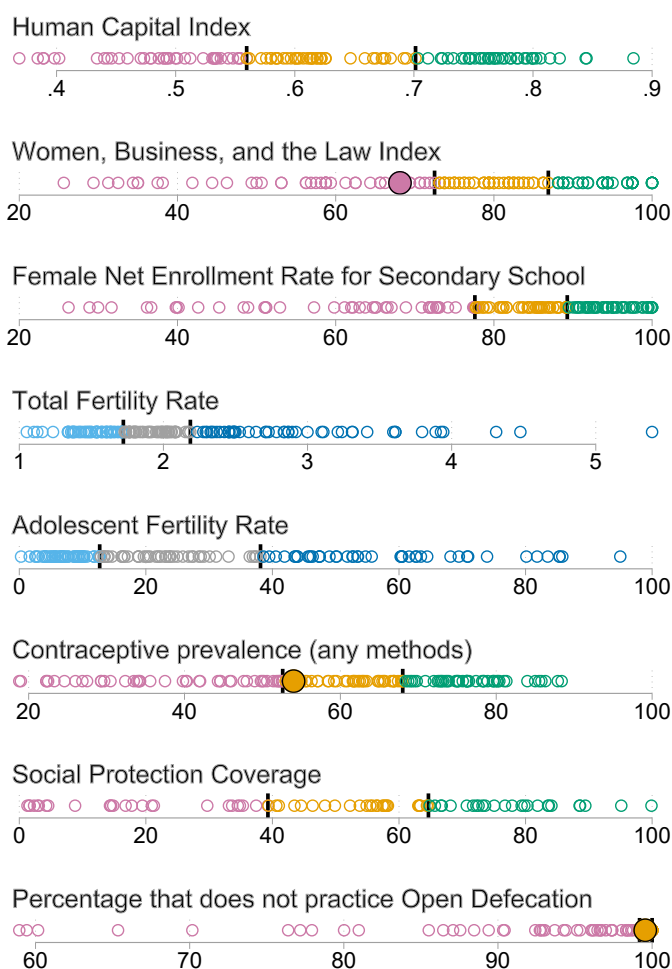 Human Capital Index
.4 .5 .6 .7 .8 .9
Women, Business, and the Law Index
20 40 60 80 100
Female Net Enrollment Rate for Secondary School
20 40 60 80 100
Total Fertility Rate
1 2 3 4 5
Adolescent Fertility Rate
0 20 40 60 80 100
Contraceptive prevalence (any methods)
20 40 60 80 100
Social Protection Coverage
0 20 40 60 80 100
Percentage that does not practice Open Defecation
60 70 80 90 100